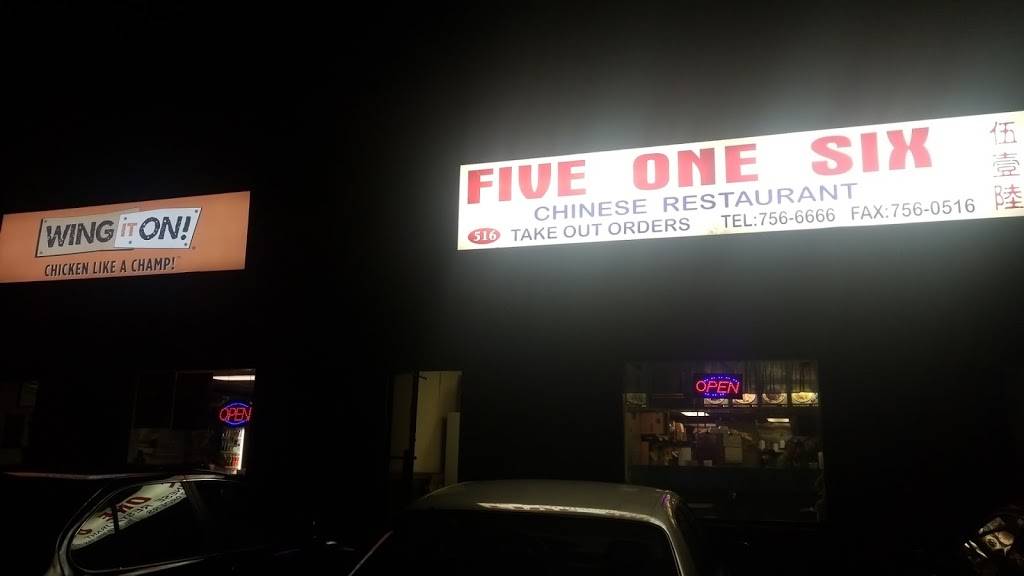 WING IT ON!
CHICKEN LIKE A CHAMP!
FIVE ONE SIX
CHINESE RESTAURANT
516 TAKE OUT ORDERS TEL:756-6666 FAX:756-0516
伍壹陸
OPEN
OPEN